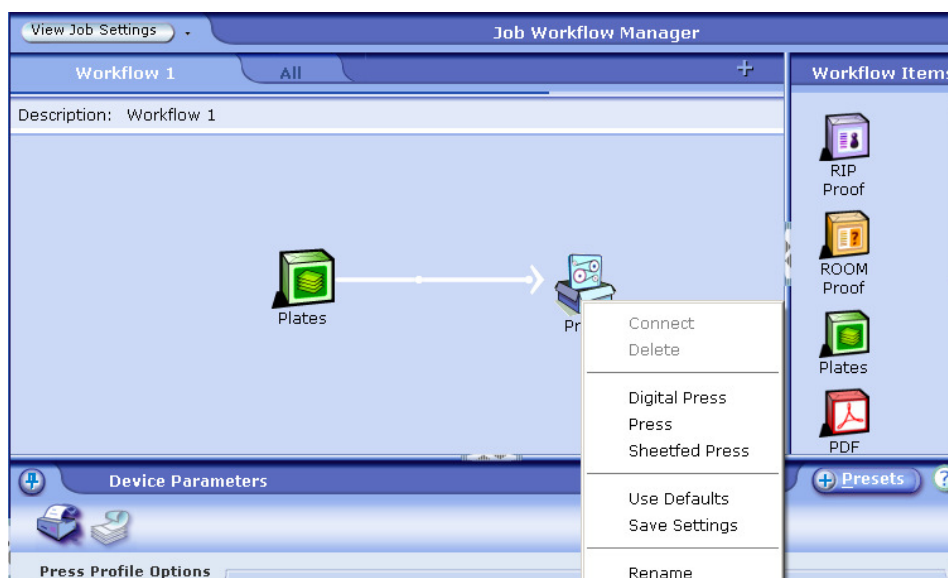 View Job Settings
Job Workflow Manager
Workflow 1
All
Description: Workflow 1
Plates
Connect
Delete
Digital Press
Press
Sheetfed Press
Use Defaults
Save Settings
Rename
Workflow
RIP
Proof
ROOM
Proof
Plates
PDF
Device Parameters
Presets
Press Profile Options